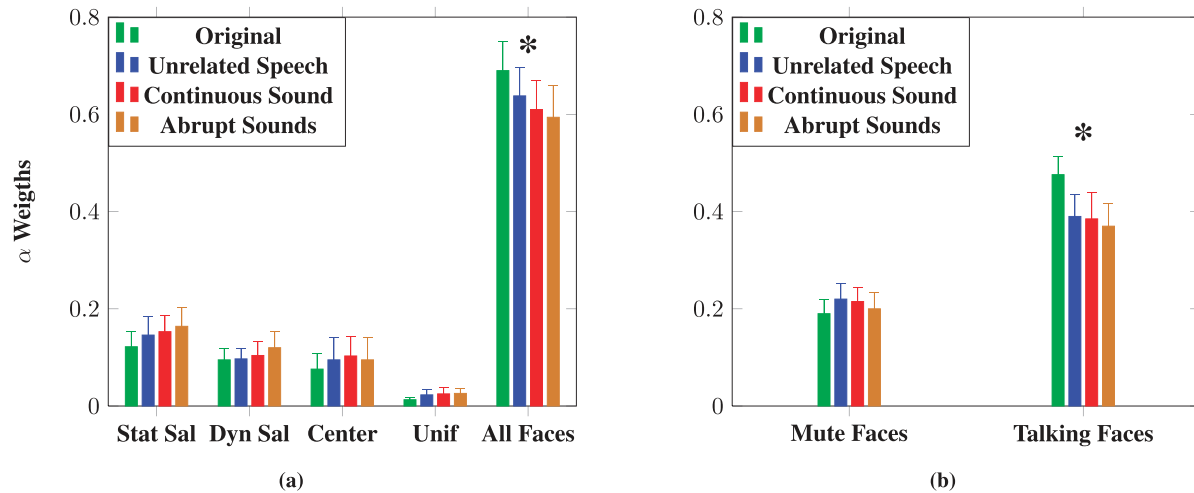 0.8
0.6
0.4
0.2
0
α Weigths
Original
Unrelated Speech
Continuous Sound
Abrupt Sounds
*
Stat Sal Dyn Sal Center Unif All Faces
(a)
0.8
0.6
0.4
0.2
0
Original
Unrelated Speech
Continuous Sound
Abrupt Sounds
*
Mute Faces Talking Faces
(b)